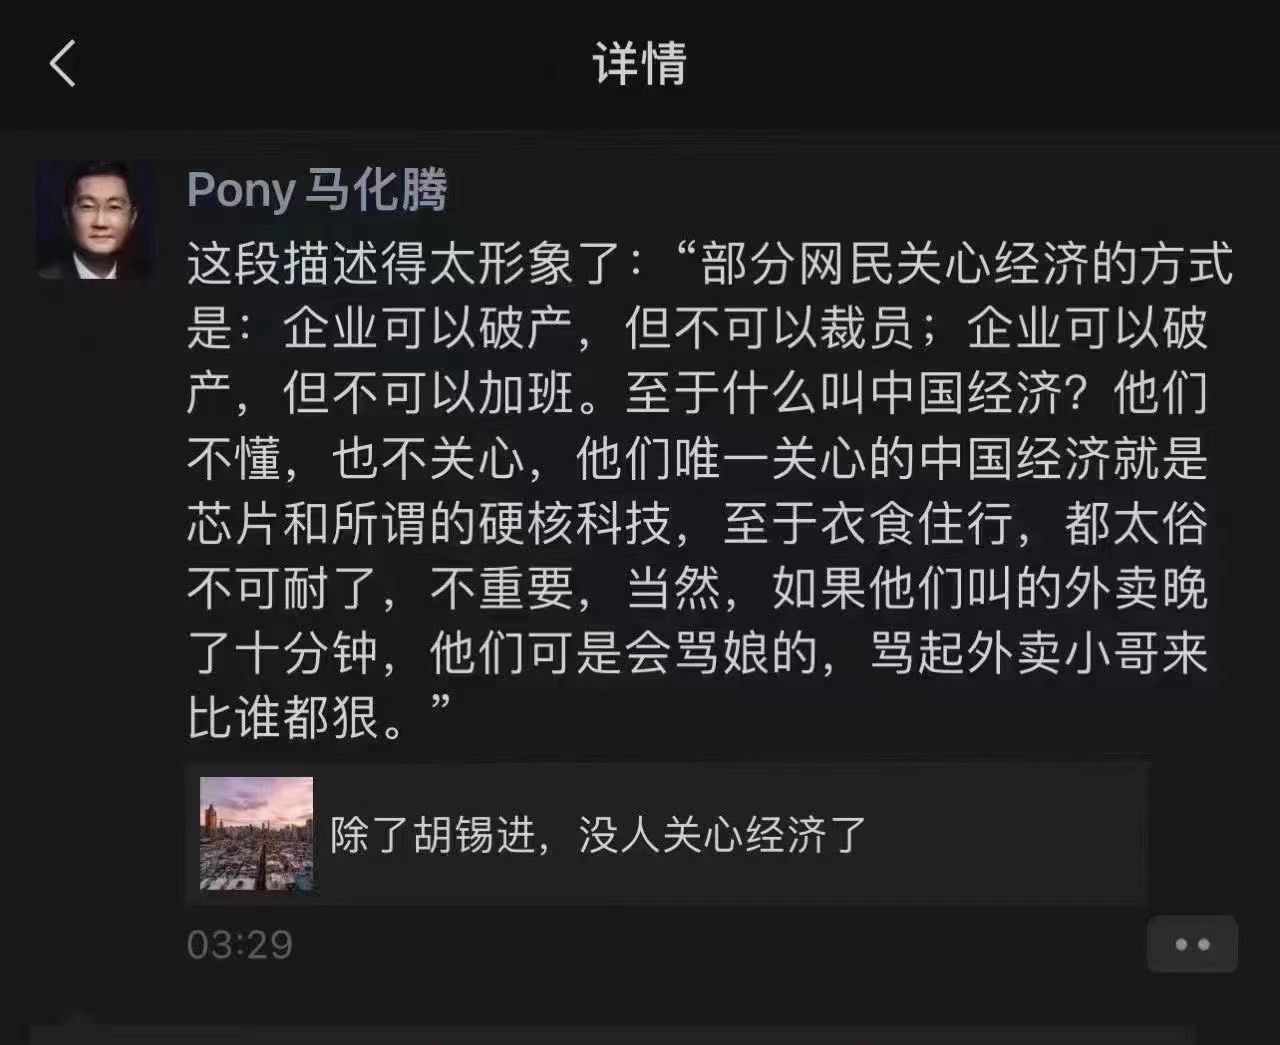 详情
Pony马化腾
这段描述得太形象了：“部分网民关心经济的方式
是：企业可以破产，但不可以裁员；企业可以破
产，但不可以加班。至于什么叫中国经济？他们
不懂，也不关心，他们唯一关心的中国经济就是
芯片和所谓的硬核科技，至于衣食住行，都太俗
不可耐了，不重要，当然，如果他们叫的外卖晚
了十分钟，他们可是会骂娘的，骂起外卖小哥来
比谁都狠。”
除了胡锡进，没人关心经济了
03:29